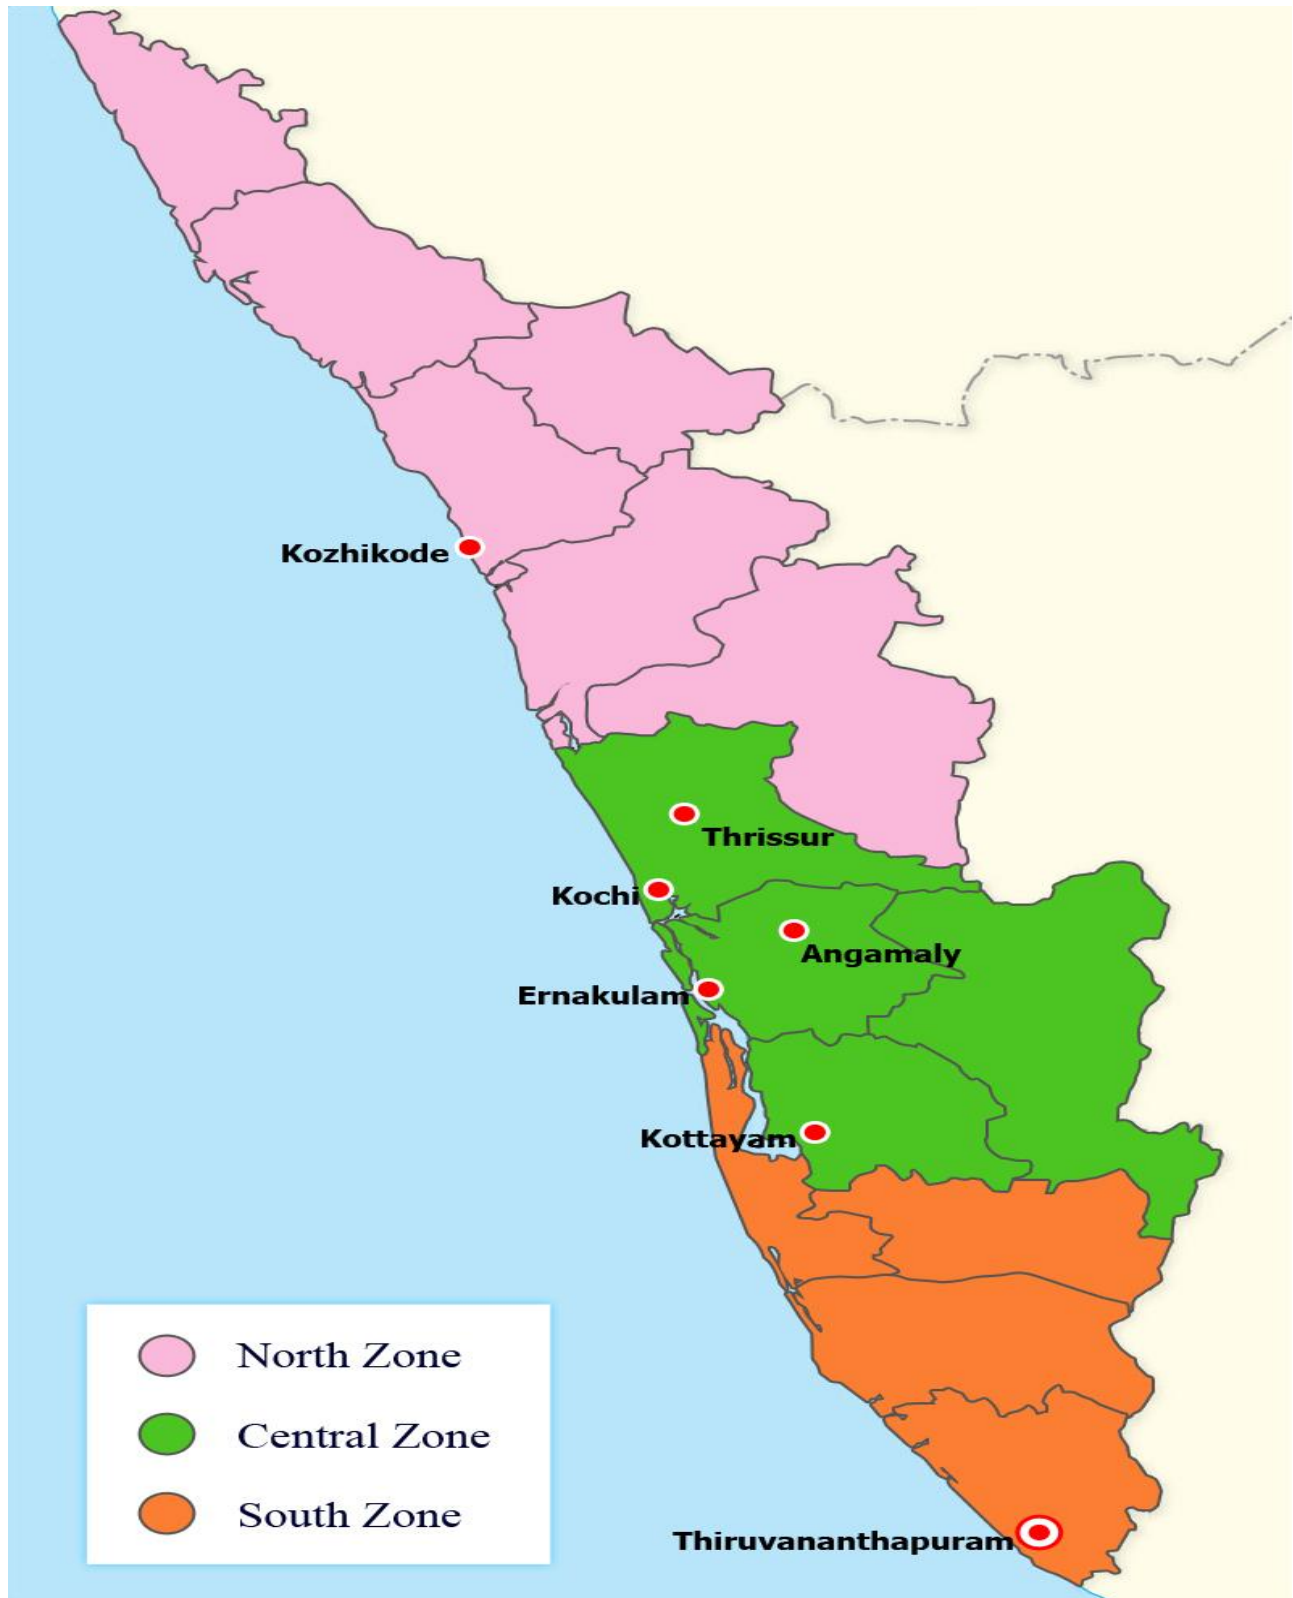 Kozhikode
Thrissur
Kochi
Angamaly
Ernakulam
Kottayam
North Zone
Central Zone
South Zone
Thiruvananthapuram